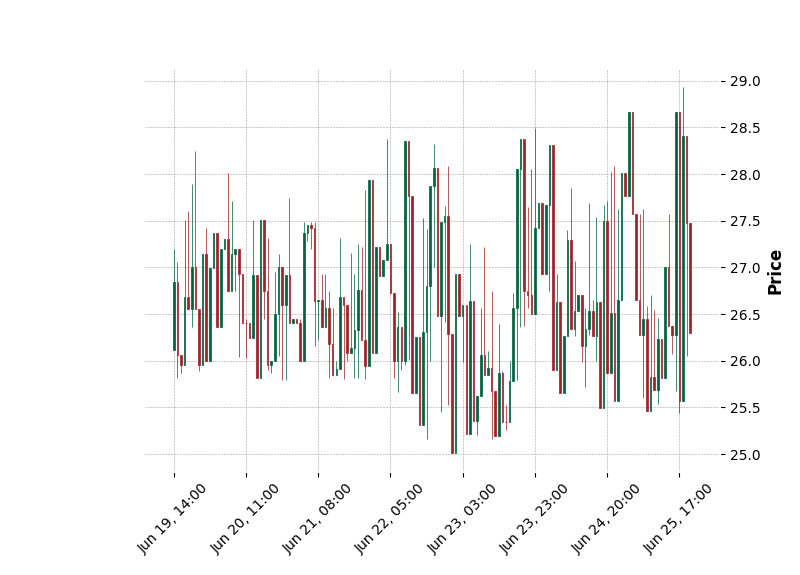 29.0
28.5
28.0
27.5
27.0
26.5
26.0
25.5
25.0
Price
Jun 19, 14:00
Jun 20, 11:00
Jun 21, 08:00
Jun 22, 05:00
Jun 23, 03:00
Jun 23, 23:00
Jun 24, 20:00
Jun 25, 17:00